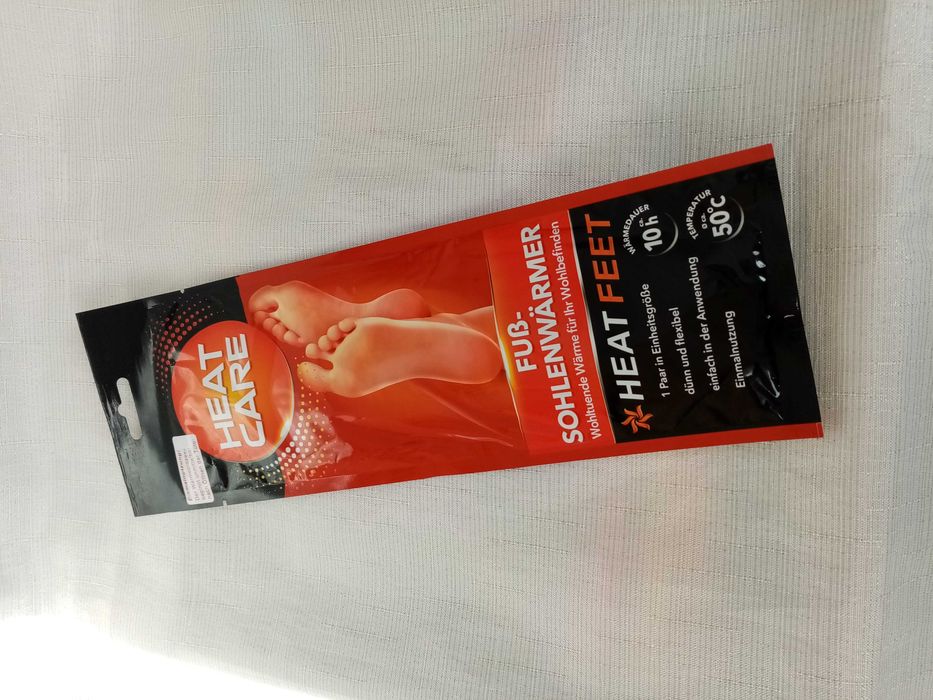 HEAT
CARE
FUẞ-
SOHLENWÄRMER
Wohltuende Wärme für Ihr Wohlbefinden
HEAT FEET
1 Paar in Einheitsgröße
dünn und flexibel
einfach in der Anwendung
Einmalnutzung
WÄRMEDAUER
ca.
10 h
TEMPERATUR
ø ca.
50°C